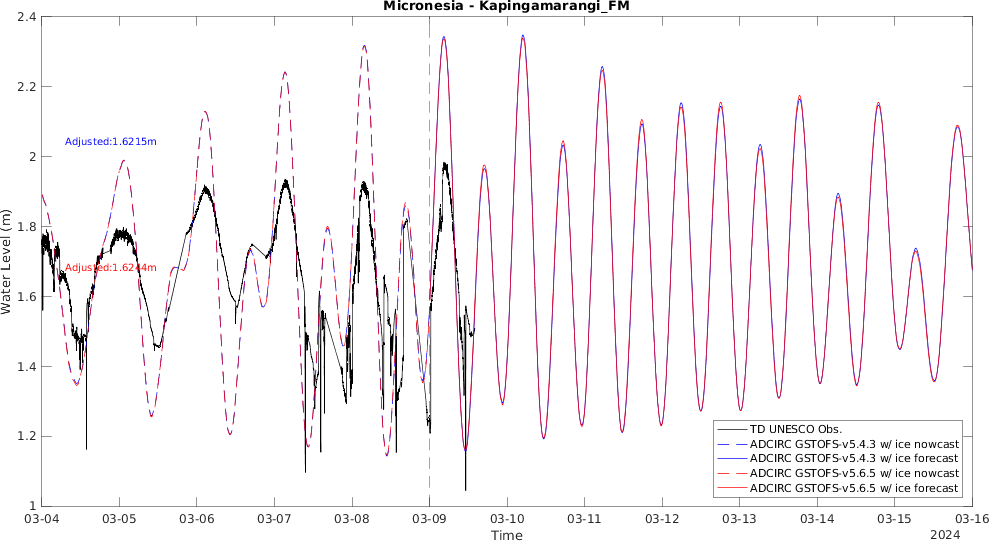 Micronesia - Kapingamarangi_FM
2.4
2.2
2
1.8
1.6
1.4
1.2
1
Water Level (m)
Adjusted:1.6215m
Adjusted:1.6244m
TD UNESCO Obs.
ADCIRC GSTOFS-v5.4.3 w/ ice nowcast
ADCIRC GSTOFS-v5.4.3 w/ ice forecast
ADCIRC GSTOFS-v5.6.5 w/ ice nowcast
ADCIRC GSTOFS-v5.6.5 w/ ice forecast
03-04 03-05 03-06 03-07 03-08 03-09 03-10 03-11 03-12 03-13 03-14 03-15 03-16
Time
2024